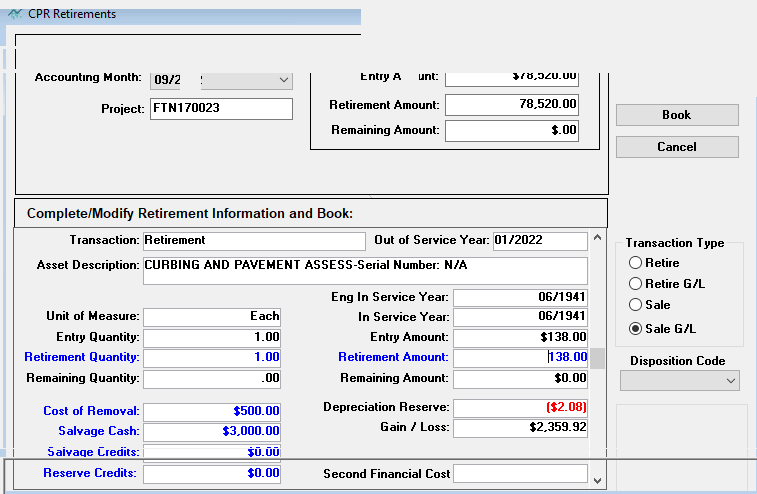 CPR Retirements
Accounting Month: 09/2
Entry A unt: $78,520.00
Project: FTN170023
Retirement Amount: 78,520.00
Remaining Amount: $.00
Book
Cancel
Complete/Modify Retirement Information and Book:
Transaction: Retirement Out of Service Year: 01/2022
Asset Description: CURBING AND PAVEMENT ASSESS-Serial Number: N/A
Eng In Service Year: 06/1941
Unit of Measure: Each In Service Year: 06/1941
Entry Quantity: 1.00 Entry Amount: $138.00
Retirement Quantity: 1.00 Retirement Amount: 138.00
Remaining Quantity: .00 Remaining Amount: $0.00
Cost of Removal: $500.00 Depreciation Reserve: ($2.08)
Salvage Cash: $3,000.00 Gain / Loss: $2,359.92
Salvage Credits: $0.00
Reserve Credits: $0.00 Second Financial Cost
Transaction Type
Retire
Retire G/L
Sale
Sale G/L
Disposition Code